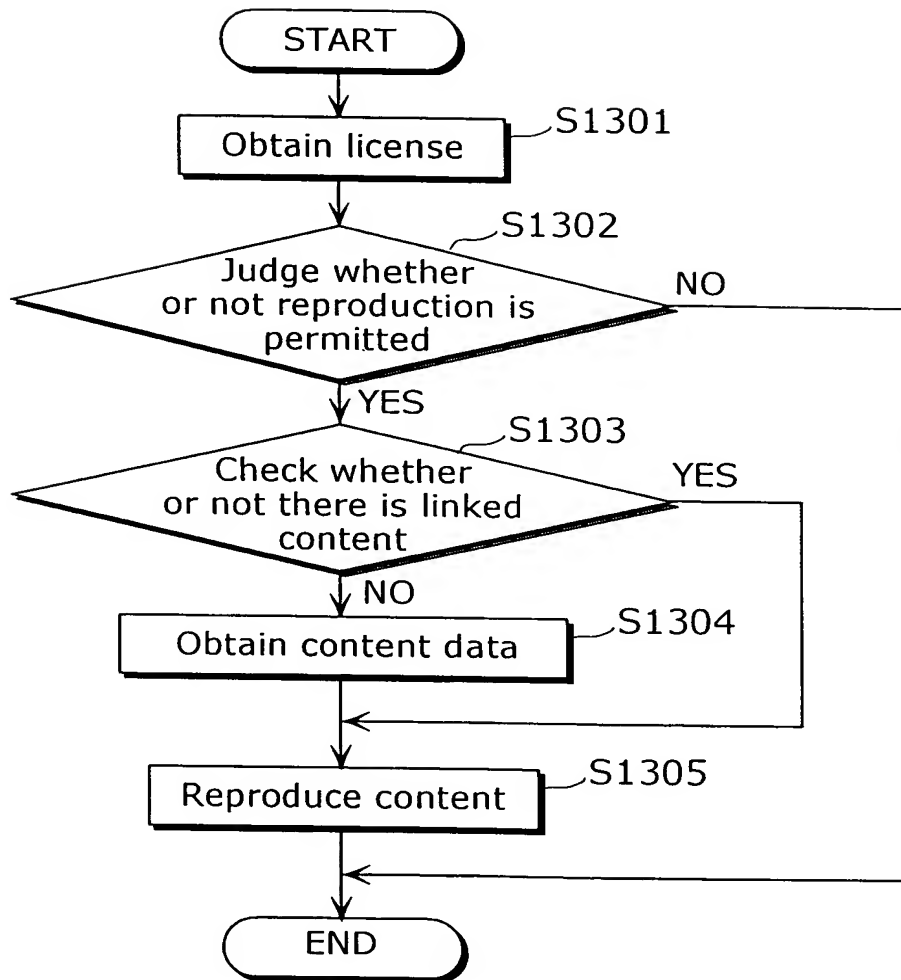 START
S1301
Obtain license
S1302
Judge whether
or not reproduction is
permitted
NO
YES
S1303
Check whether
or not there is linked
content
YES
NO
S1304
Obtain content data
S1305
Reproduce content
END